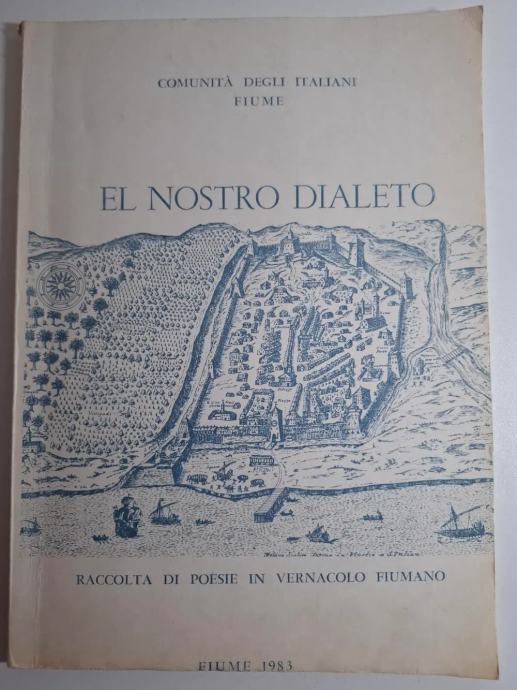 COMUNITÀ DEGLI ITALIANI
FIUME
EL NOSTRO DIALETO
RACCOLTA DI POESIE IN VERNACOLO FIUMANO
FIUME 1983